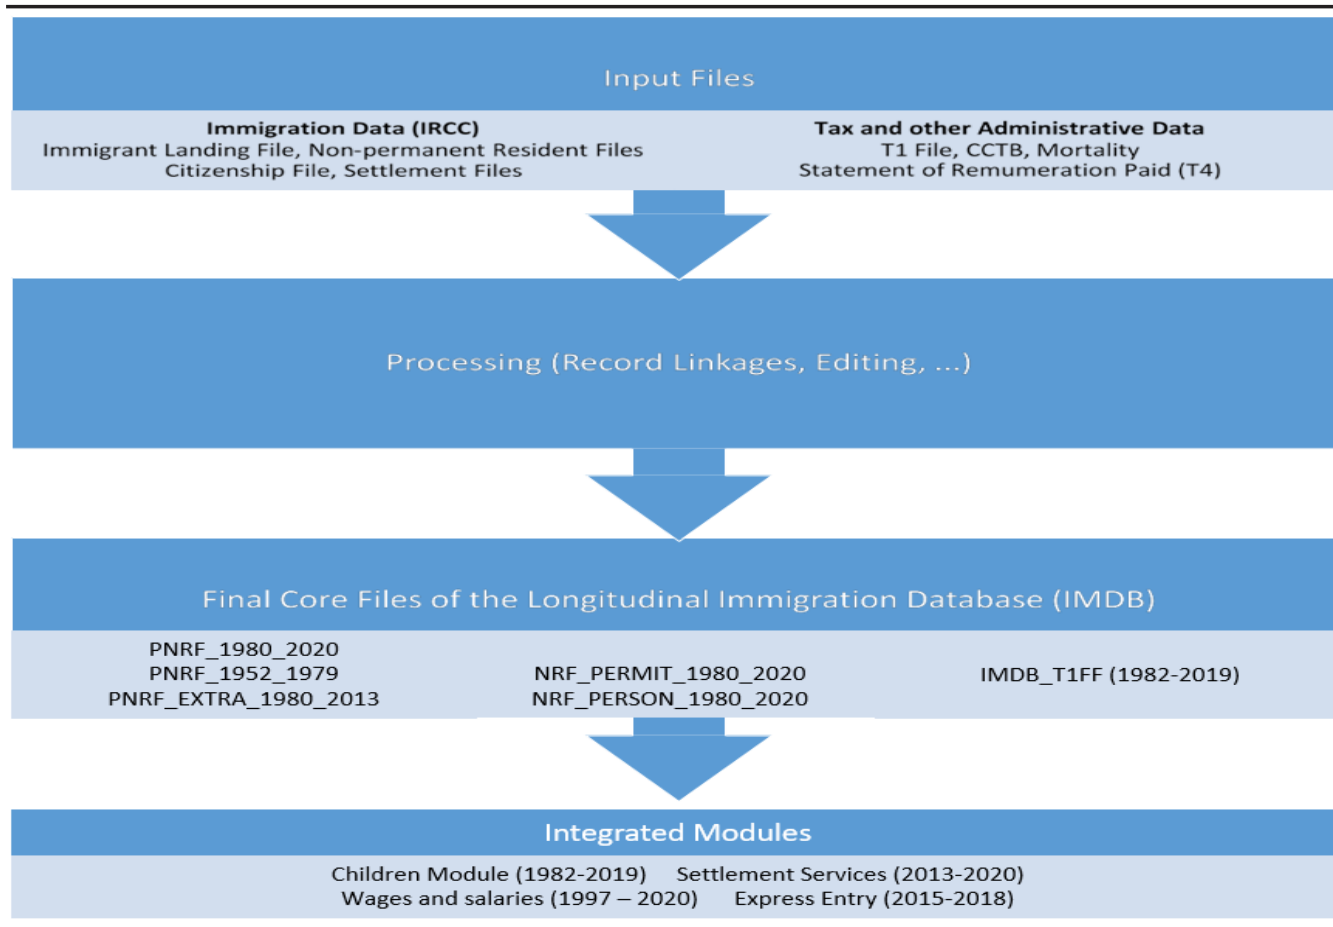 Input Files
Immigration Data (IRCC)
Immigrant Landing File, Non-permanent Resident Files
Citizenship File, Settlement Files
Tax and other Administrative Data
T1 File, CCTB, Mortality
Statement of Remumeration Paid (T4)
Processing (Record Linkages, Editing, ...)
Final Core Files of the Longitudinal Immigration Database (IMDB)
PNRF_1980_2020
PNRF_1952_1979
PNRF_EXTRA_1980_2013
NRF_PERMIT_1980_2020
NRF_PERSON_1980_2020
IMDB_T1FF (1982-2019)
Integrated Modules
Children Module (1982-2019) Settlement Services (2013-2020)
Wages and salaries (1997 – 2020) Express Entry (2015-2018)